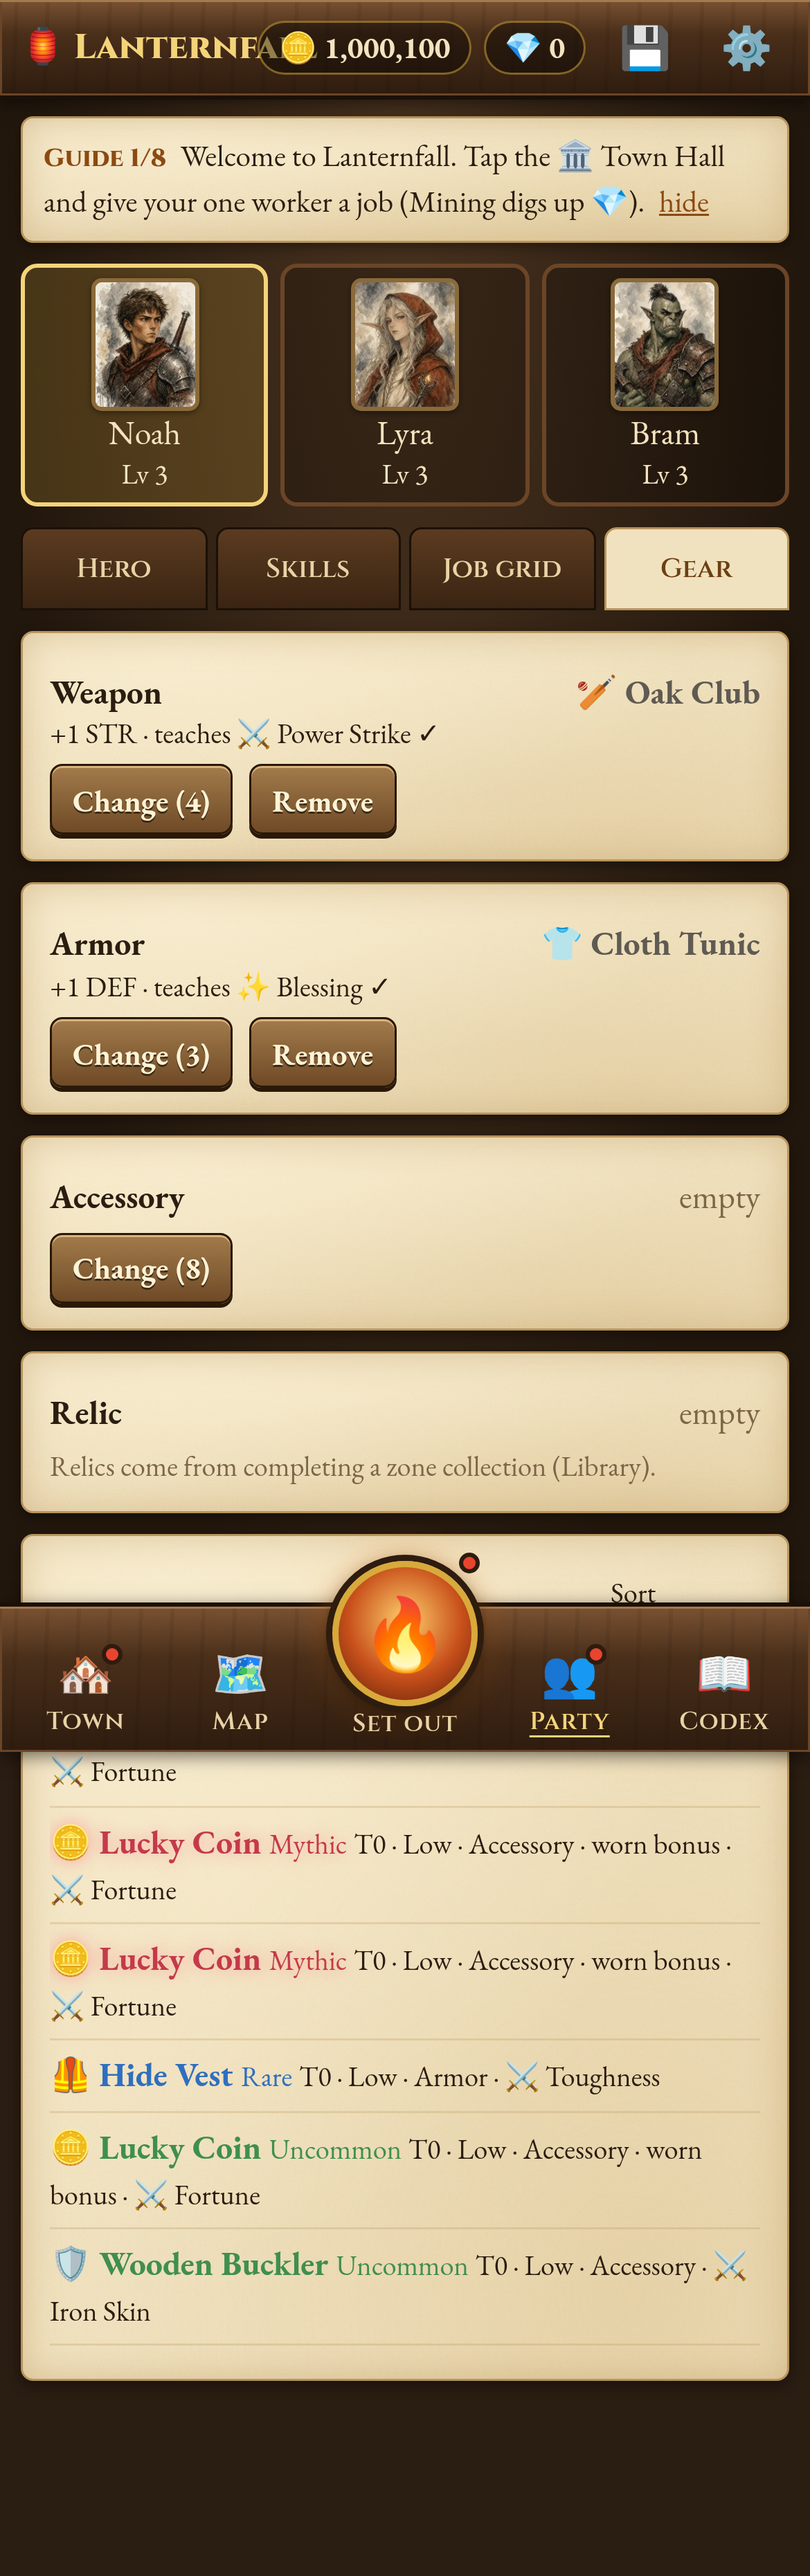 🏮 LANTERNFALL 🪙 1,000,100 💎 0 💾 ⚙️
GUIDE 1/8 Welcome to Lanternfall. Tap the 🏛️ Town Hall
and give your one worker a job (Mining digs up 💎). hide
Noah
Lv 3
Lyra
Lv 3
Bram
Lv 3
HERO
SKILLS
JOB GRID
GEAR
Weapon
🏏 Oak Club
+1 STR · teaches ⚔️ Power Strike ✓
Change (4)
Remove
Armor
👕 Cloth Tunic
+1 DEF · teaches ✨ Blessing ✓
Change (3)
Remove
Accessory
empty
Change (8)
Relic
empty
Relics come from completing a zone collection (Library).
Sort
TOWN
MAP
SET OUT
PARTY
CODEX
⚔️ Fortune
🪙 Lucky Coin Mythic T0 · Low · Accessory · worn bonus ·
⚔️ Fortune
🪙 Lucky Coin Mythic T0 · Low · Accessory · worn bonus ·
⚔️ Fortune
🦺 Hide Vest Rare T0 · Low · Armor · ⚔️ Toughness
🪙 Lucky Coin Uncommon T0 · Low · Accessory · worn
bonus · ⚔️ Fortune
🛡️ Wooden Buckler Uncommon T0 · Low · Accessory · ⚔️
Iron Skin